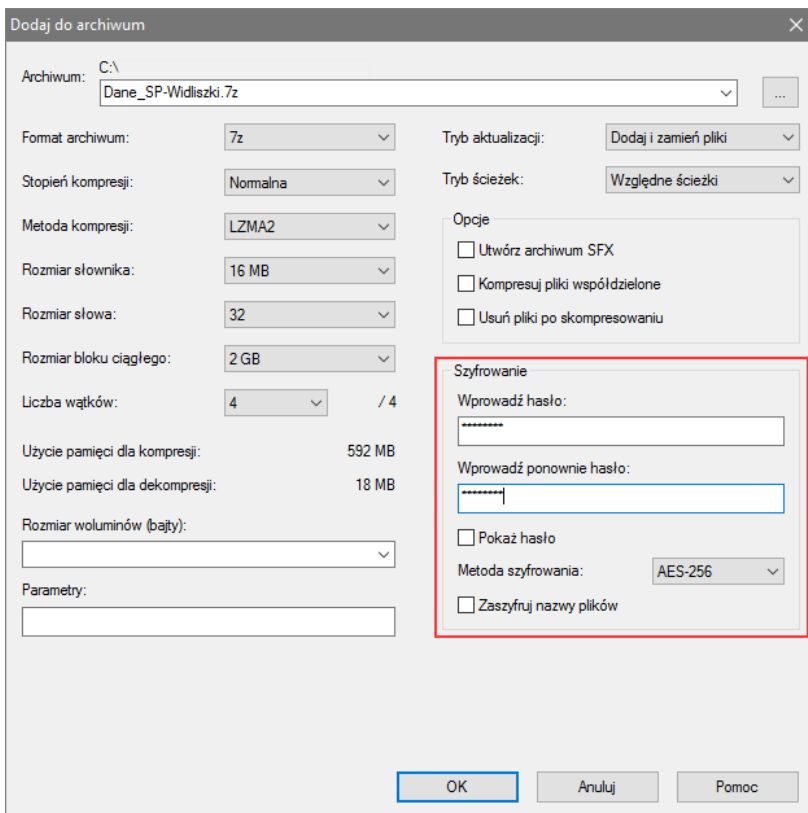 Dodaj do archiwum
Archiwum:
C:\
Dane_SP-Widliszki.7z
...
Format archiwum: 7z
Stopień kompresji: Normalna
Metoda kompresji: LZMA2
Rozmiar słownika: 16 MB
Rozmiar słowa: 32
Rozmiar bloku ciągłego: 2 GB
Liczba wątków: 4 / 4
Użycie pamięci dla kompresji: 592 MB
Użycie pamięci dla dekompresji: 18 MB
Rozmiar woluminów (bajty):
Parametry:
Tryb aktualizacji: Dodaj i zamień pliki
Tryb ścieżek: Względne ścieżki
Opcje
Utwórz archiwum SFX
Kompresuj pliki współdzielone
Usuń pliki po skompresowaniu
Szyfrowanie
Wprowadź hasło:
********
Wprowadź ponownie hasło:
********
Pokaż hasło
Metoda szyfrowania: AES-256
Zaszyfruj nazwy plików
OK
Anuluj
Pomoc